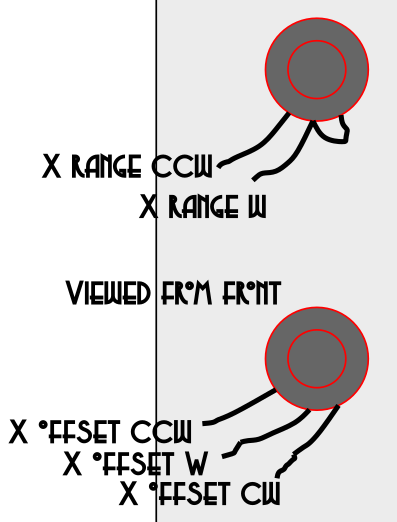 X RANGE CCW
X RANGE W
VIEWED FROM FRONT
X OFFSET CCW
X OFFSET W
X OFFSET CW